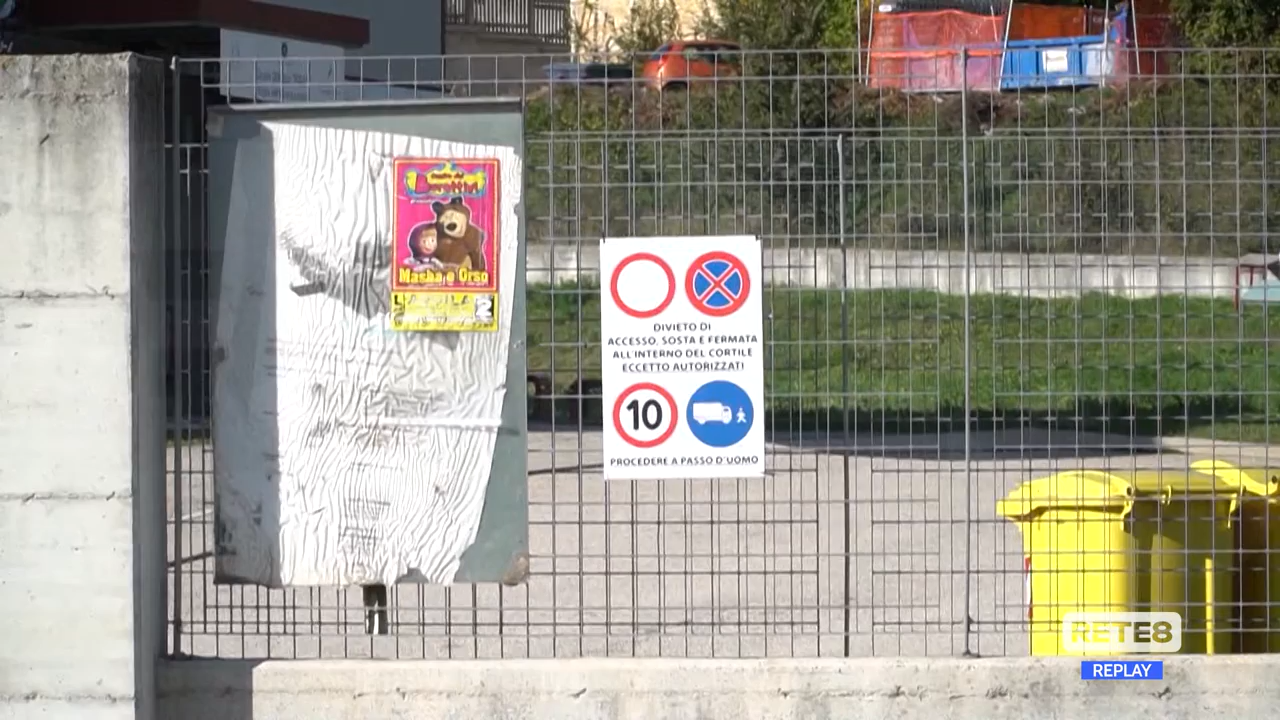 Burattini
Masha e Orso
DIVIETO DI
ACCESSO, SOSTA E FERMATA
ALL'INTERNO DEL CORTILE
ECCETTO AUTORIZZATI
10
PROCEDERE A PASSO D'UOMO
RETE8
REPLAY